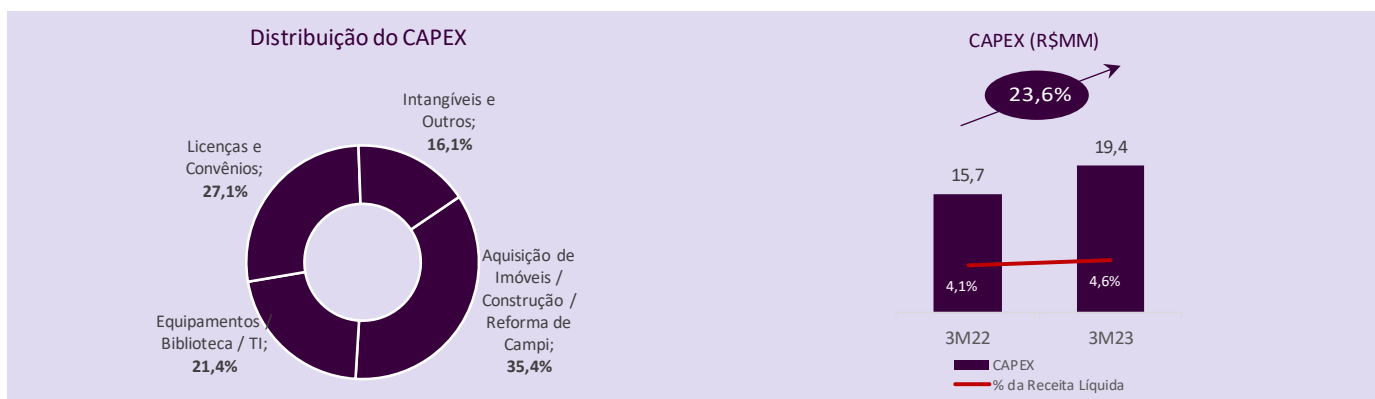 Distribuição do CAPEX
Intangíveis e
Outros;
16,1%
Licenças e
Convênios;
27,1%
Aquisição de
Imóveis /
Construção /
Reforma de
Campi;
35,4%
Equipamentos /
Biblioteca / TI;
21,4%
CAPEX (R$MM)
23,6%
15,7
19,4
4,1%
4,6%
3M22
3M23
CAPEX
% da Receita Líquida